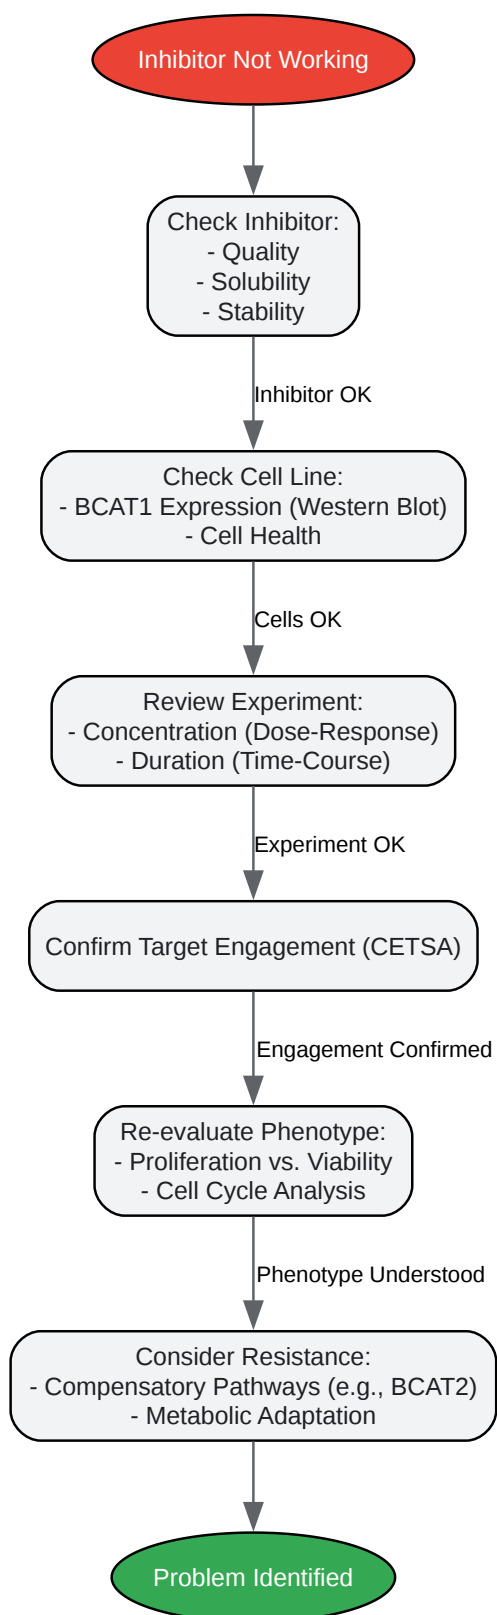 Inhibitor Not Working
Check Inhibitor:
- Quality
- Solubility
- Stability
Inhibitor OK
Check Cell Line:
- BCAT1 Expression (Western Blot)
- Cell Health
Cells OK
Review Experiment:
- Concentration (Dose-Response)
- Duration (Time-Course)
Experiment OK
Confirm Target Engagement (CETSA)
Engagement Confirmed
Re-evaluate Phenotype:
- Proliferation vs. Viability
- Cell Cycle Analysis
Phenotype Understood
Consider Resistance:
- Compensatory Pathways (e.g., BCAT2)
- Metabolic Adaptation
Problem Identified